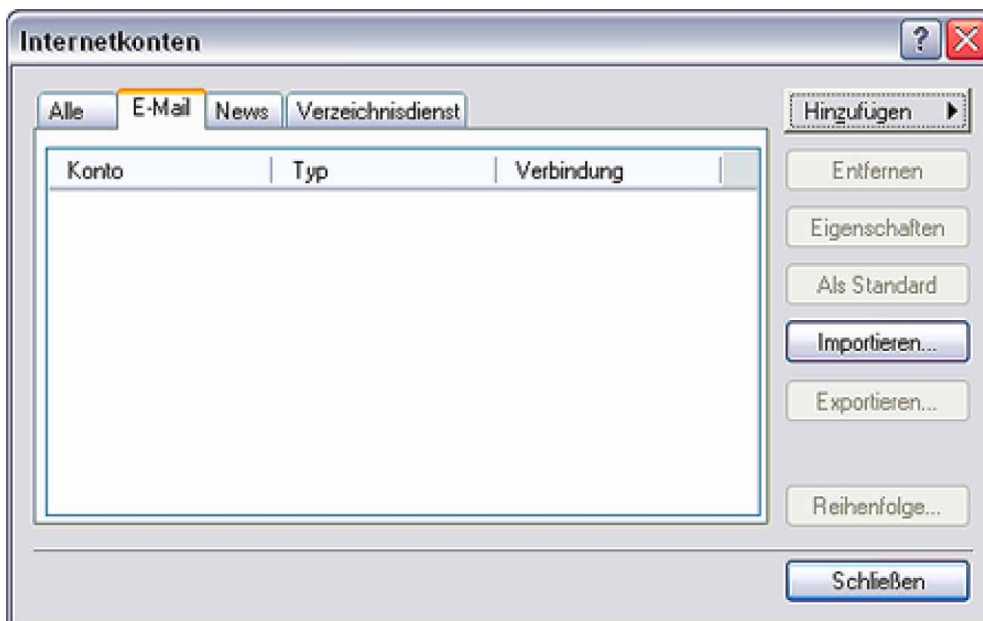 Internetkonten
Alle E-Mail News Verzeichnisdienst
Konto Typ Verbindung
Hinzufügen
Entfernen
Eigenschaften
Als Standard
Importieren...
Exportieren...
Reihenfolge...
Schließen